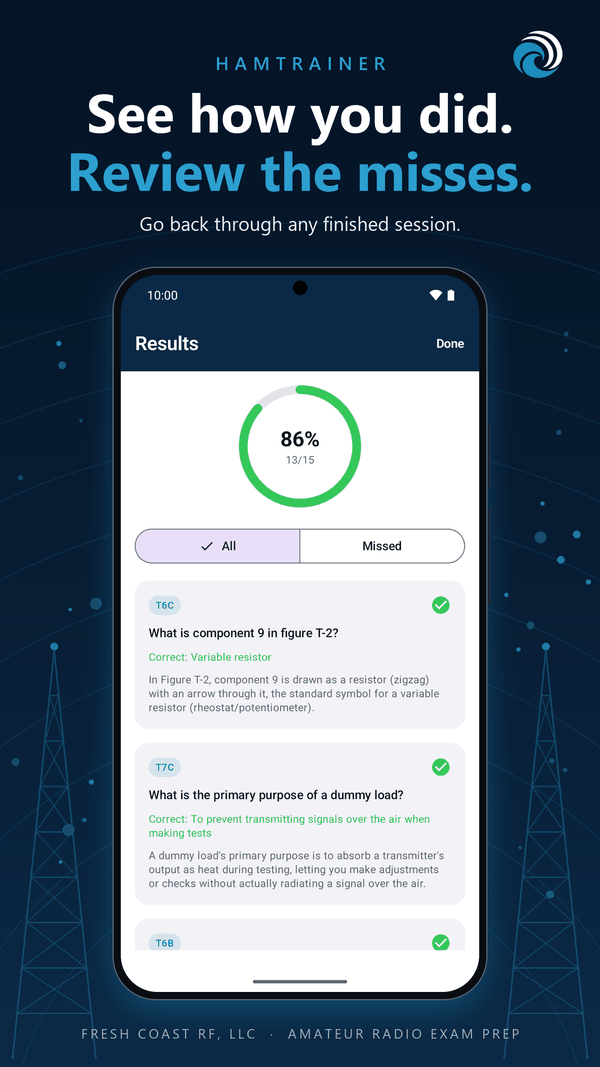 HAMTRAINER
See how you did.
Review the misses.
Go back through any finished session.
10:00
Results
Done
86%
13/15
All
Missed
T6C
What is component 9 in figure T-2?
Correct: Variable resistor
In Figure T-2, component 9 is drawn as a resistor (zigzag)
with an arrow through it, the standard symbol for a variable
resistor (rheostat/potentiometer).
T7C
What is the primary purpose of a dummy load?
Correct: To prevent transmitting signals over the air when
making tests
A dummy load's primary purpose is to absorb a transmitter's
output as heat during testing, letting you make adjustments
or checks without actually radiating a signal over the air.
T6B
FRESH COAST RF, LLC · AMATEUR RADIO EXAM PREP